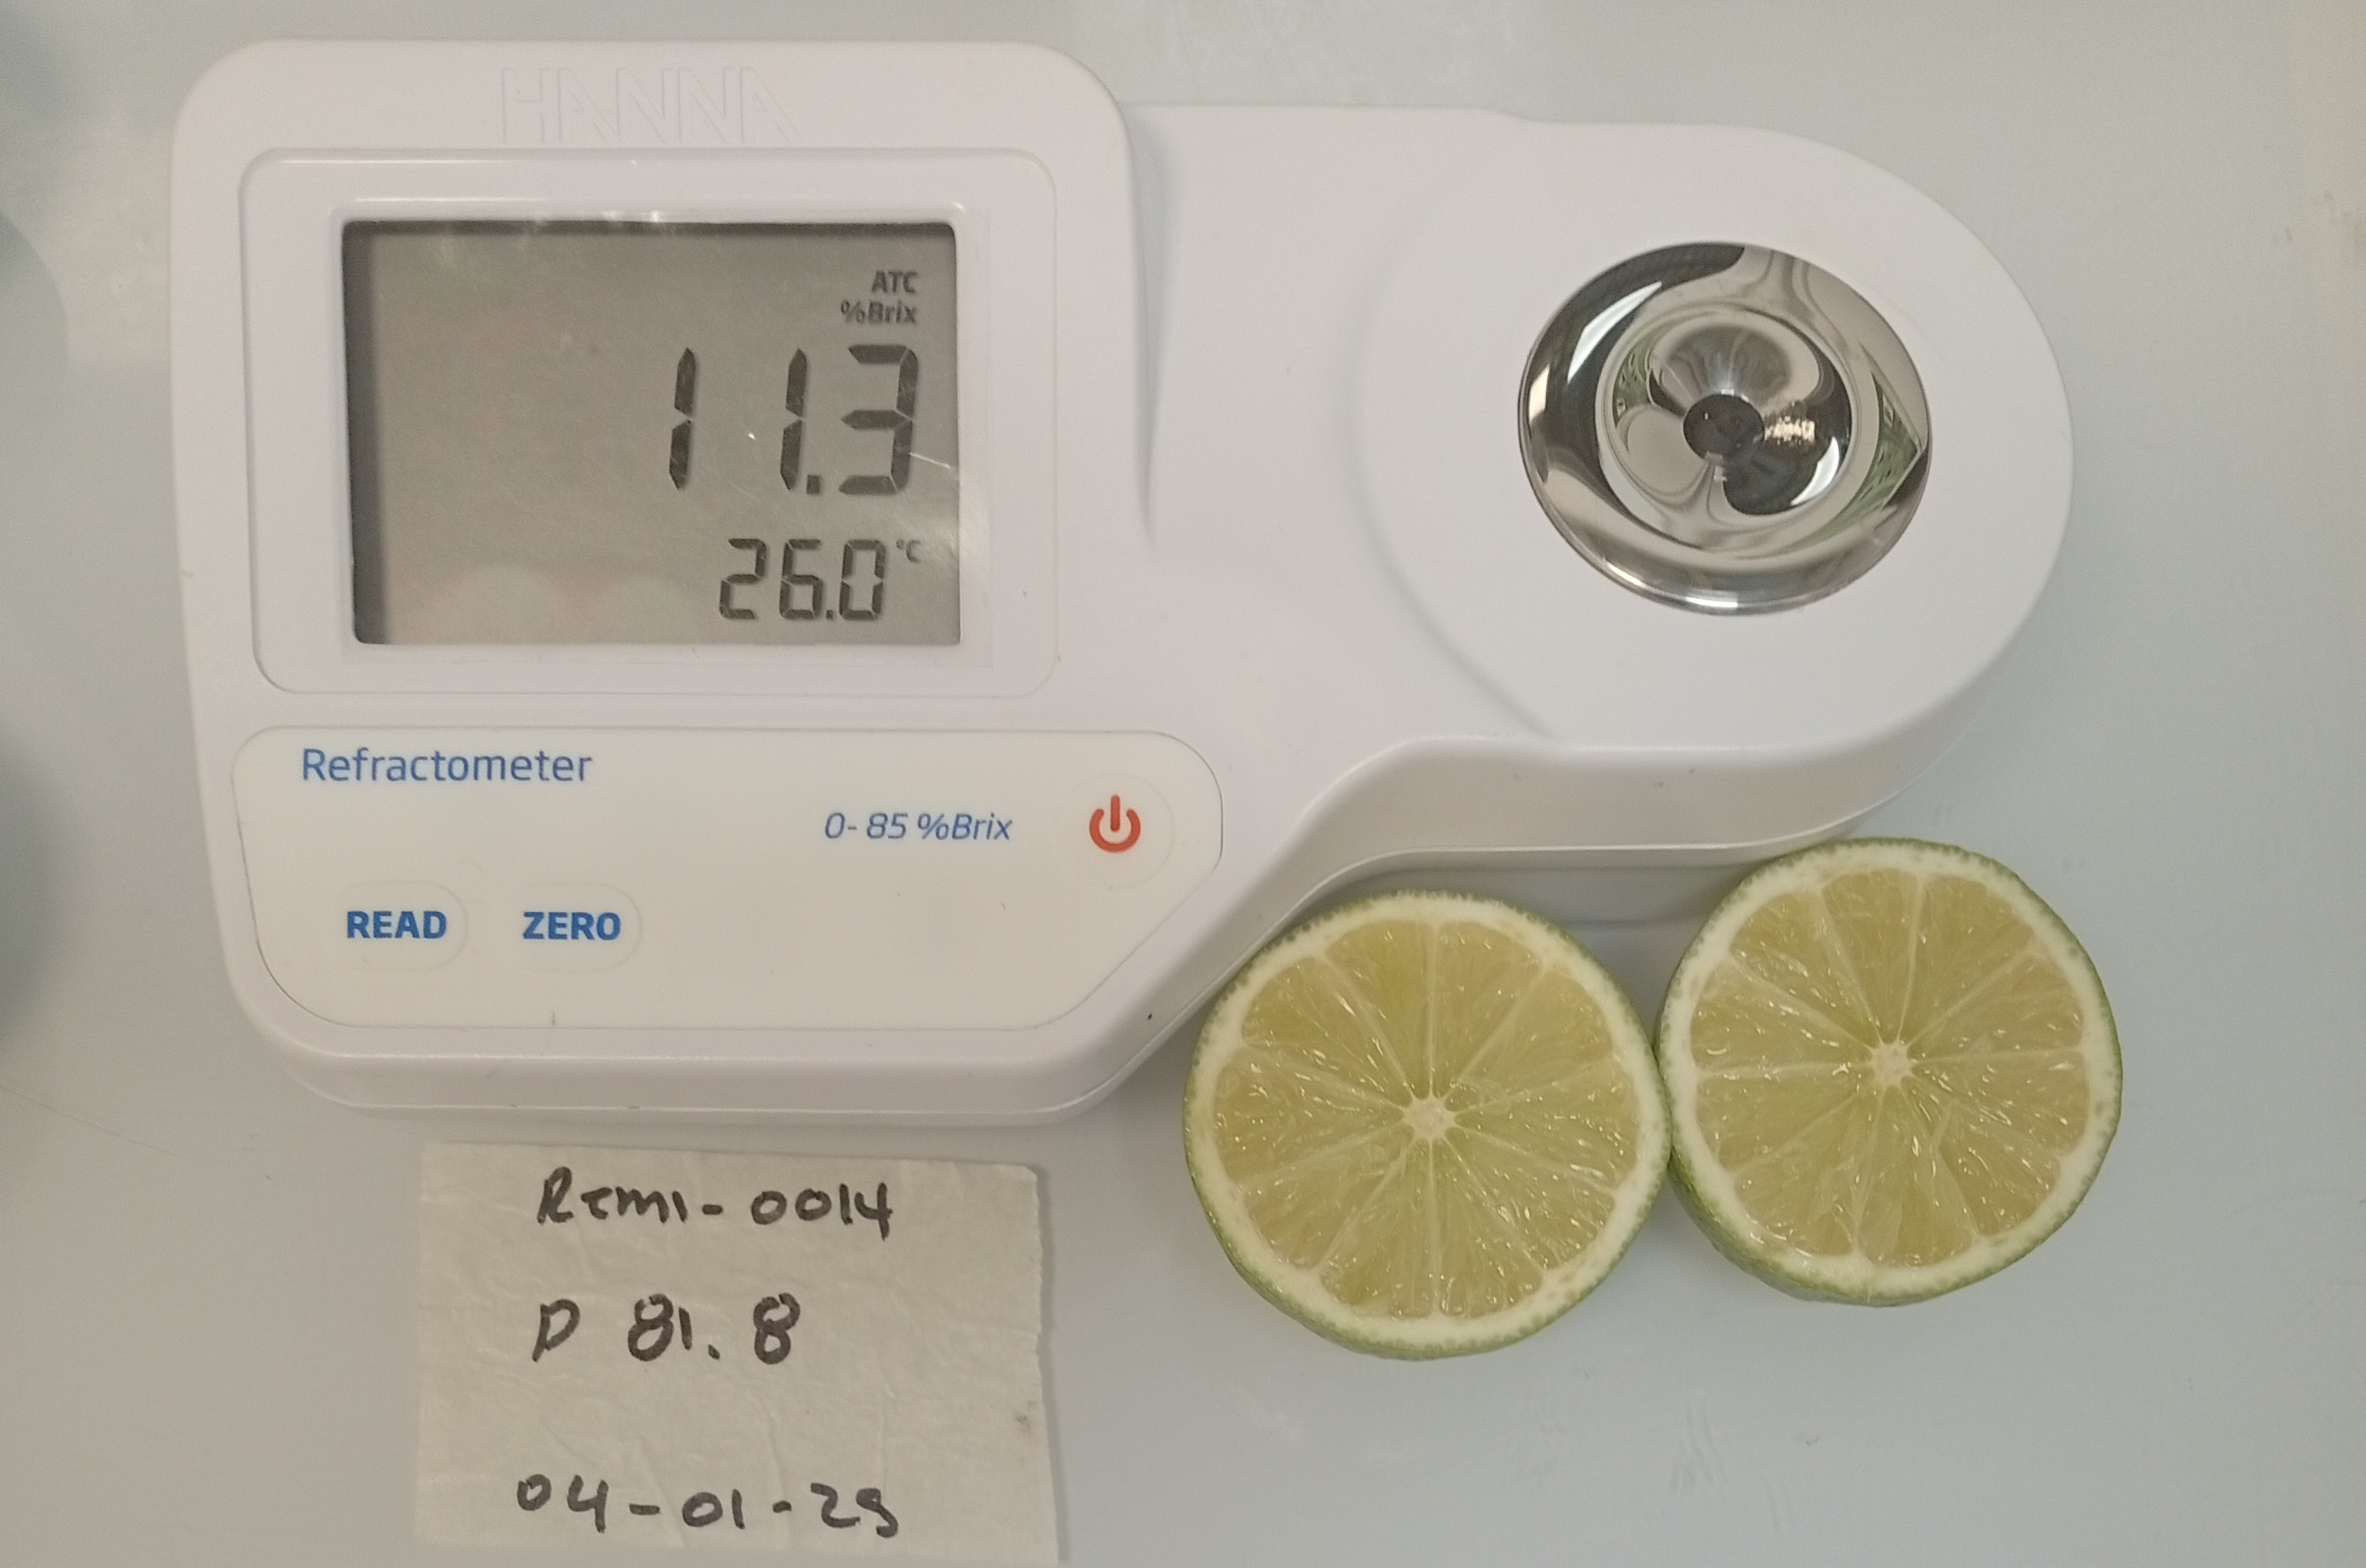 HANNA
ATC
%Brix
11.3
26.0°C
Refractometer
0- 85 %Brix
READ
ZERO
Remi-0014
P 81.8
04-01-25